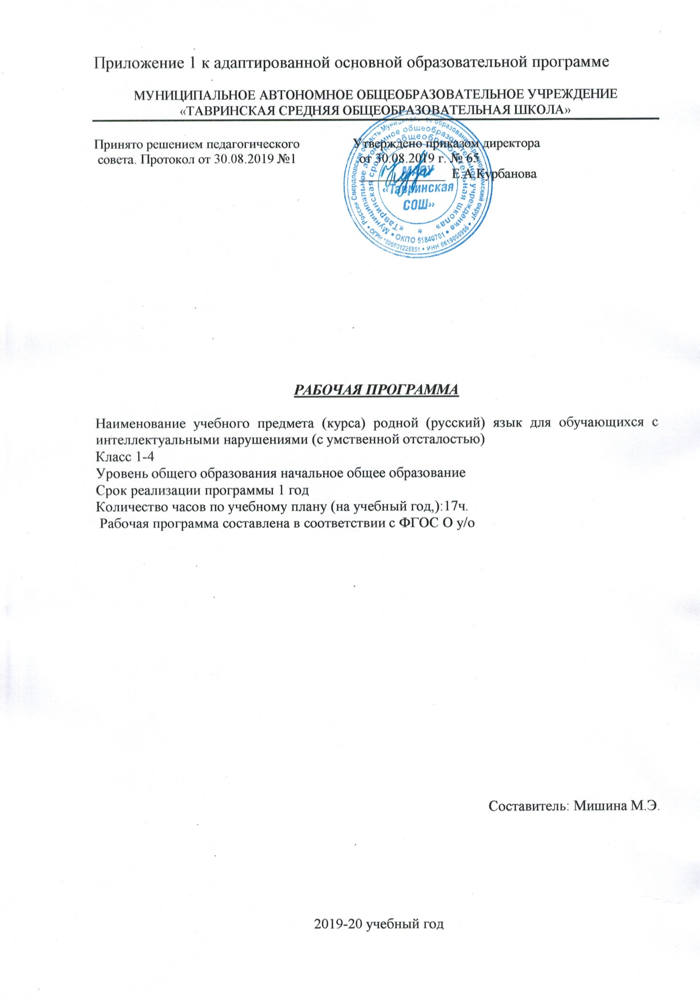 Приложение 1 к адаптированной основной образовательной программе
МУНИЦИПАЛЬНОЕ АВТОНОМНОЕ ОБЩЕОБРАЗОВАТЕЛЬНОЕ УЧРЕЖДЕНИЕ
«ТАВРИНСКАЯ СРЕДНЯЯ ОБЩЕОБРАЗОВАТЕЛЬНАЯ ШКОЛА»
Принято решением педагогического
совета. Протокол от 30.08.2019 №1
Утверждено приказом директора
от 30.08.2019 г. № 65
Е.А.Курбанова
Россия Свердловская область Муниципальное образование Красноуфимский округ
ОГРН 1026601228851 • ИНН 6619006986
Муниципальное автономное общеобразовательное учреждение
ОКПО 51840701
«Тавринская средняя общеобразовательная школа»
*
МАОУ
«Тавринская
СОШ»
РАБОЧАЯ ПРОГРАММА
Наименование учебного предмета (курса) родной (русский) язык для обучающихся с
интеллектуальными нарушениями (с умственной отсталостью)
Класс 1-4
Уровень общего образования начальное общее образование
Срок реализации программы 1 год
Количество часов по учебному плану (на учебный год,):17ч.
Рабочая программа составлена в соответствии с ФГОС О у/о
Составитель: Мишина М.Э.
2019-20 учебный год